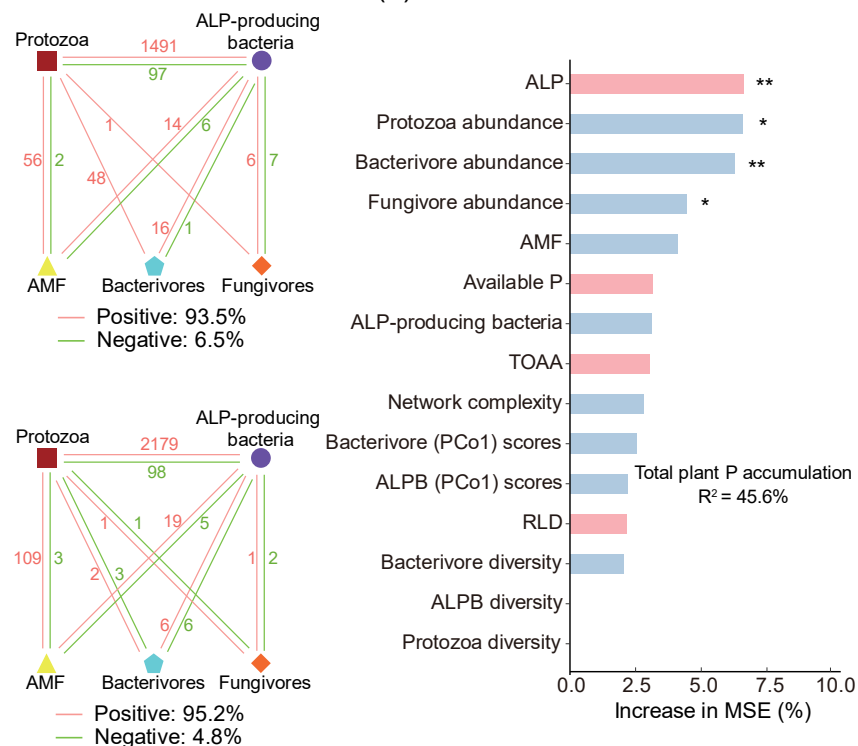 Protozoa
ALP-producing
bacteria
1491
97
1
14
6
56
2
48
6
7
16
1
AMF
Bacterivores
Fungivores
Positive: 93.5%
Negative: 6.5%
Protozoa
ALP-producing
bacteria
2179
98
1
1
19
5
109
3
2
3
1
2
6
6
AMF
Bacterivores
Fungivores
Positive: 95.2%
Negative: 4.8%
ALP
**
Protozoa abundance
*
Bacterivore abundance
**
Fungivore abundance
*
AMF
Available P
ALP-producing bacteria
TOAA
Network complexity
Bacterivore (PCo1) scores
ALPB (PCo1) scores
RLD
Bacterivore diversity
ALPB diversity
Protozoa diversity
Total plant P accumulation
R² = 45.6%
0.0 2.5 5.0 7.5 10.0
Increase in MSE (%)